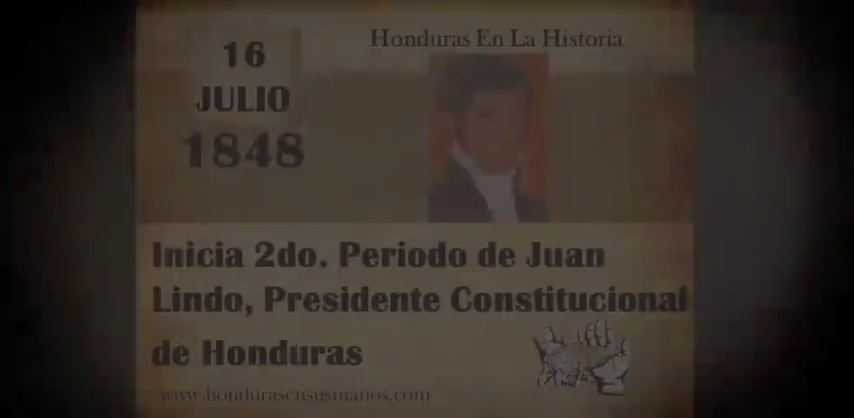 Honduras En La Historia
16
JULIO
1848
Inicia 2do. Periodo de Juan
Lindo, Presidente Constitucional
de Honduras
www.hondurasensusmanos.com